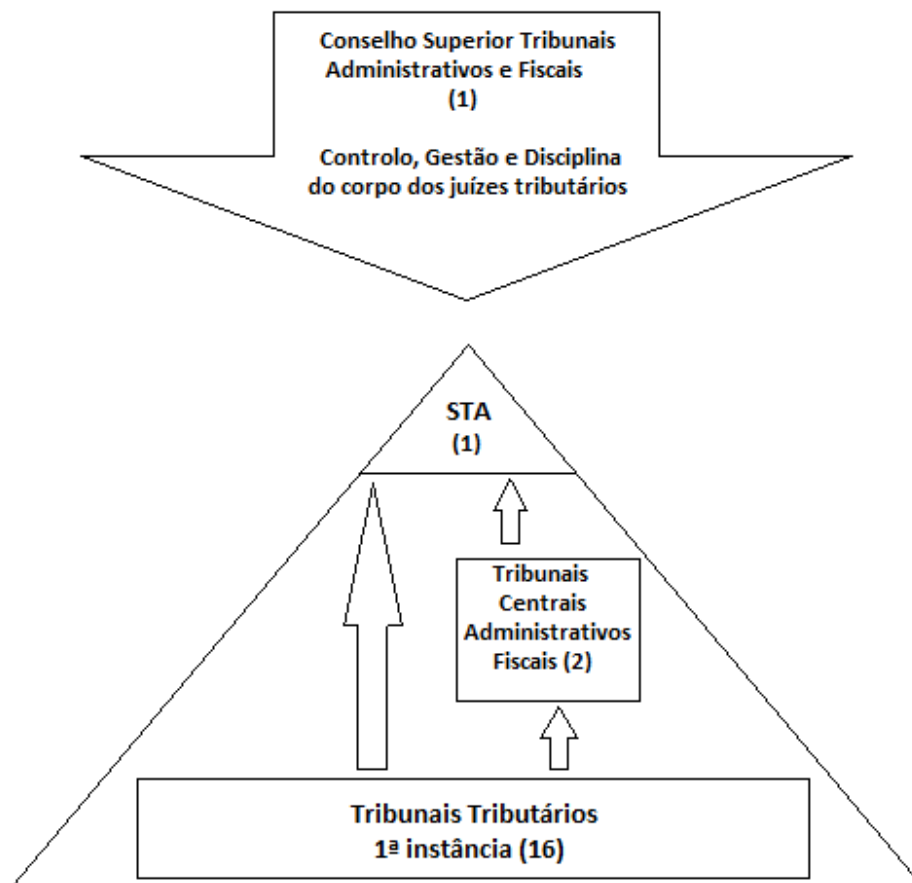 Conselho Superior Tribunais
Administrativos e Fiscais
(1)
Controlo, Gestão e Disciplina
do corpo dos juízes tributários
STA
(1)
Tribunais
Centrais
Administrativos
Fiscais (2)
Tribunais Tributários
1ª instância (16)